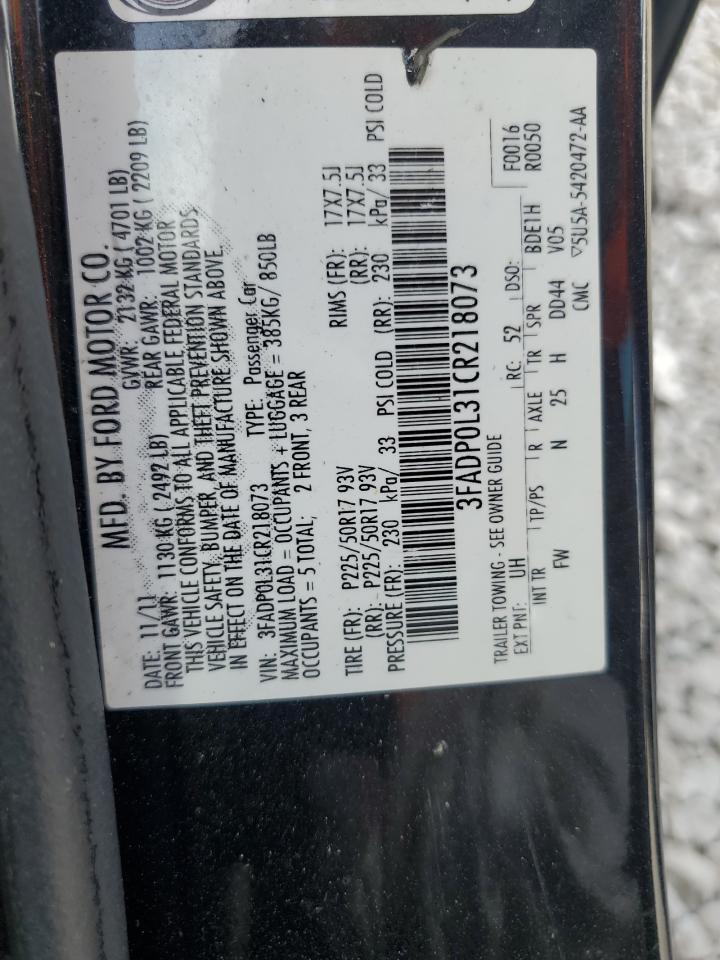 MFD. BY FORD MOTOR CO.
DATE: 11/11 GVWR: 2132 KG ( 4701 LB)
FRONT GAWR: 1130 KG ( 2492 LB) REAR GAWR: 1002 KG ( 2209 LB)
THIS VEHICLE CONFORMS TO ALL APPLICABLE FEDERAL MOTOR
VEHICLE SAFETY, BUMPER, AND THEFT PREVENTION STANDARDS
IN EFFECT ON THE DATE OF MANUFACTURE SHOWN ABOVE.
VIN: 3FADP0L31CR218073 TYPE: Passenger Car
MAXIMUM LOAD = OCCUPANTS + LUGGAGE = 385KG/ 850LB
OCCUPANTS = 5 TOTAL; 2 FRONT, 3 REAR
TIRE (FR): P225/50R17 93V RIMS (FR): 17X7.5J
(RR): P225/50R17 93V (RR): 17X7.5J
PRESSURE (FR): 230 kPa/ 33 PSI COLD (RR): 230 kPa/ 33 PSI COLD
3FADP0L31CR218073
TRAILER TOWING - SEE OWNER GUIDE F0016
EXT PNT: UH RC: 52 DSO: R0050
INT TR TP/PS R AXLE TR SPR BDE1H
FW N 25 H DD44 V05
CMC ▽5U5A-5420472-AA